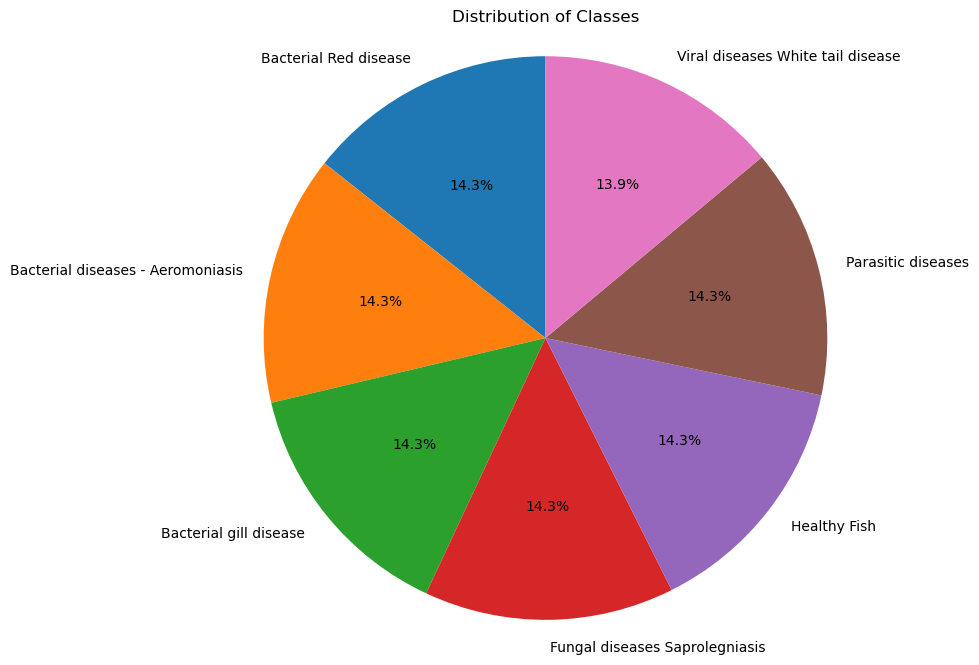 Distribution of Classes
Bacterial Red disease
Viral diseases White tail disease
14.3%
13.9%
Bacterial diseases - Aeromoniasis
14.3%
14.3%
Parasitic diseases
14.3%
14.3%
Bacterial gill disease
14.3%
Healthy Fish
Fungal diseases Saprolegniasis